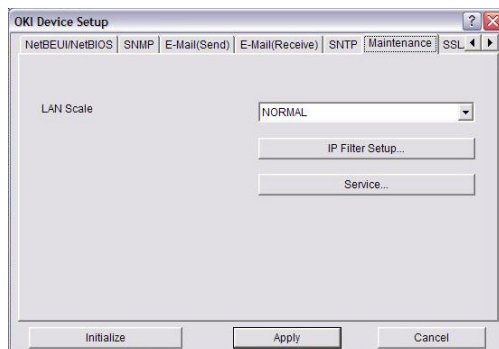 OKI Device Setup
NetBEUI/NetBIOS SNMP E-Mail(Send) E-Mail(Receive) SNTP Maintenance SSL
LAN Scale NORMAL
IP Filter Setup...
Service...
Initialize Apply Cancel